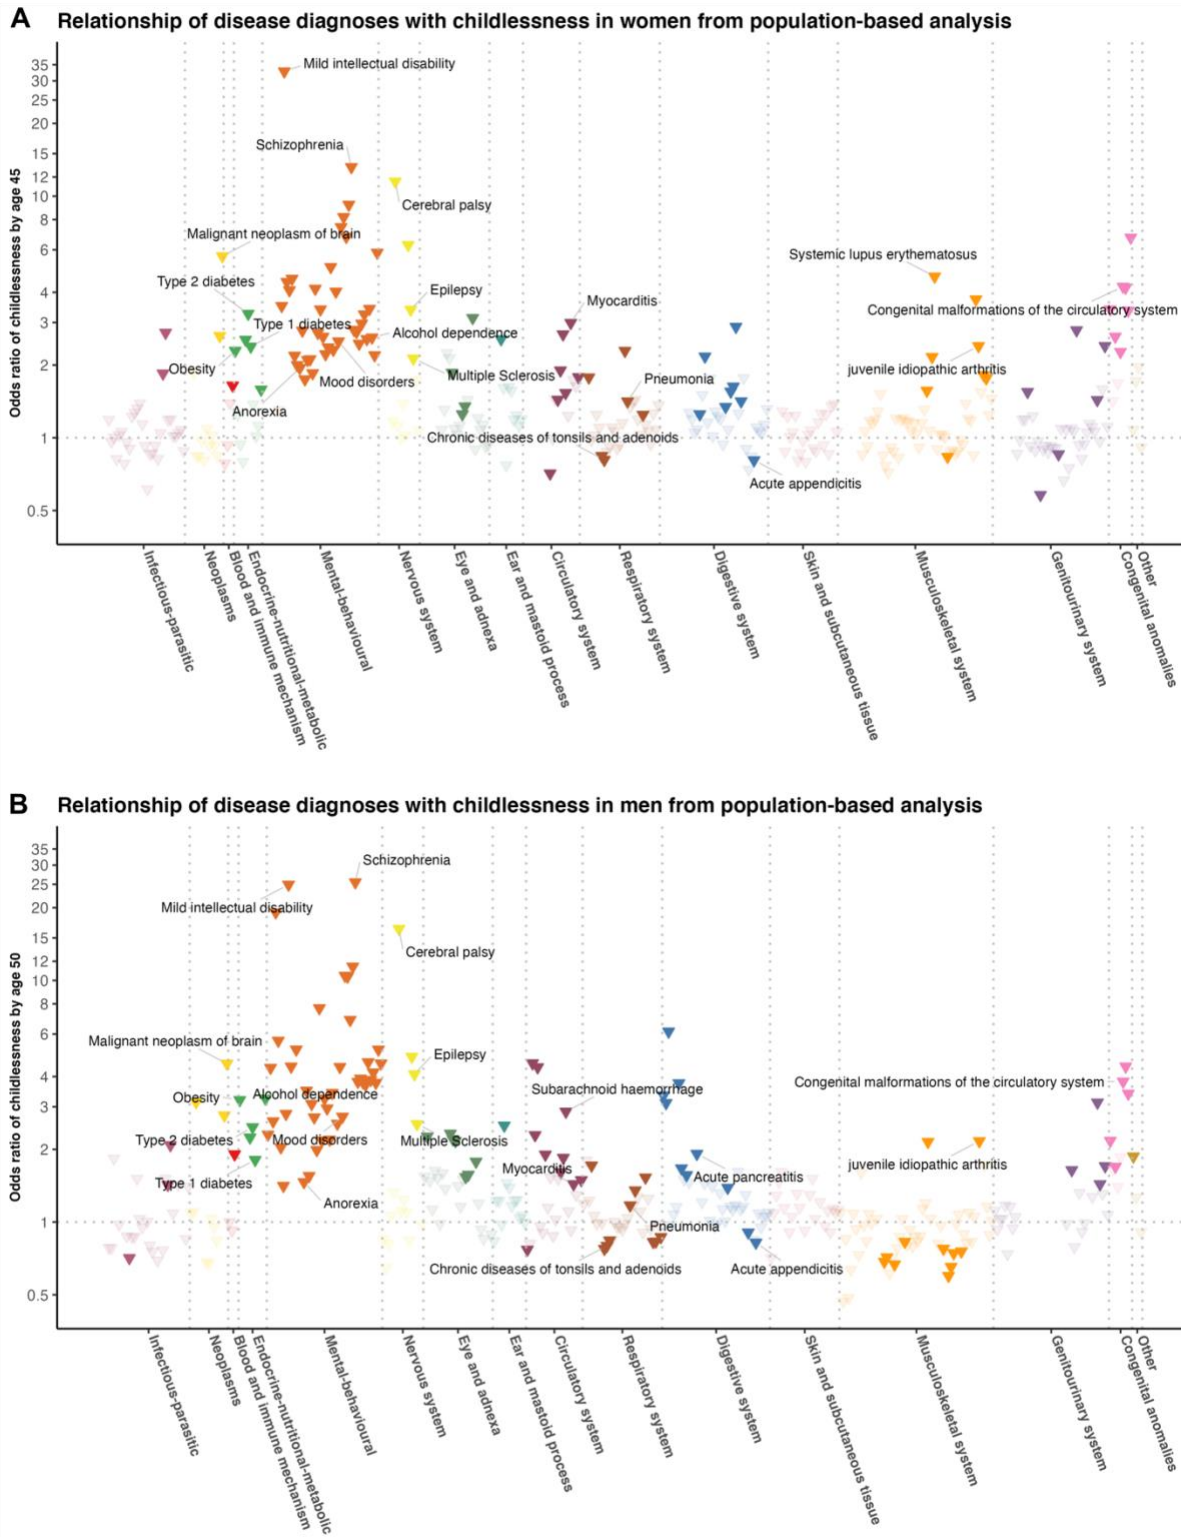 A Relationship of disease diagnoses with childlessness in women from population-based analysis
Odds ratio of childlessness by age 45
35
30
25
20
15
12
10
8
6
4
3
2
1
0.5
Mild intellectual disability
Schizophrenia
Cerebral palsy
Malignant neoplasm of brain
Systemic lupus erythematosus
Type 2 diabetes
Epilepsy
Myocarditis
Congenital malformations of the circulatory system
Type 1 diabetes
Alcohol dependence
Obesity
Mood disorders
Multiple Sclerosis
Pneumonia
juvenile idiopathic arthritis
Anorexia
Chronic diseases of tonsils and adenoids
Acute appendicitis
Infectious-parasitic
Neoplasms
Blood and immune mechanism
Endocrine-nutritional-metabolic
Mental-behavioural
Nervous system
Eye and adnexa
Ear and mastoid process
Circulatory system
Respiratory system
Digestive system
Skin and subcutaneous tissue
Musculoskeletal system
Genitourinary system
Congenital anomalies
Other
B Relationship of disease diagnoses with childlessness in men from population-based analysis
Odds ratio of childlessness by age 50
35
30
25
20
15
12
10
8
6
4
3
2
1
0.5
Schizophrenia
Mild intellectual disability
Cerebral palsy
Malignant neoplasm of brain
Epilepsy
Congenital malformations of the circulatory system
Obesity
Alcohol dependence
Subarachnoid haemorrhage
Type 2 diabetes
Mood disorders
Multiple Sclerosis
Myocarditis
Acute pancreatitis
juvenile idiopathic arthritis
Type 1 diabetes
Anorexia
Pneumonia
Chronic diseases of tonsils and adenoids
Acute appendicitis
Infectious-parasitic
Neoplasms
Blood and immune mechanism
Endocrine-nutritional-metabolic
Mental-behavioural
Nervous system
Eye and adnexa
Ear and mastoid process
Circulatory system
Respiratory system
Digestive system
Skin and subcutaneous tissue
Musculoskeletal system
Genitourinary system
Congenital anomalies
Other